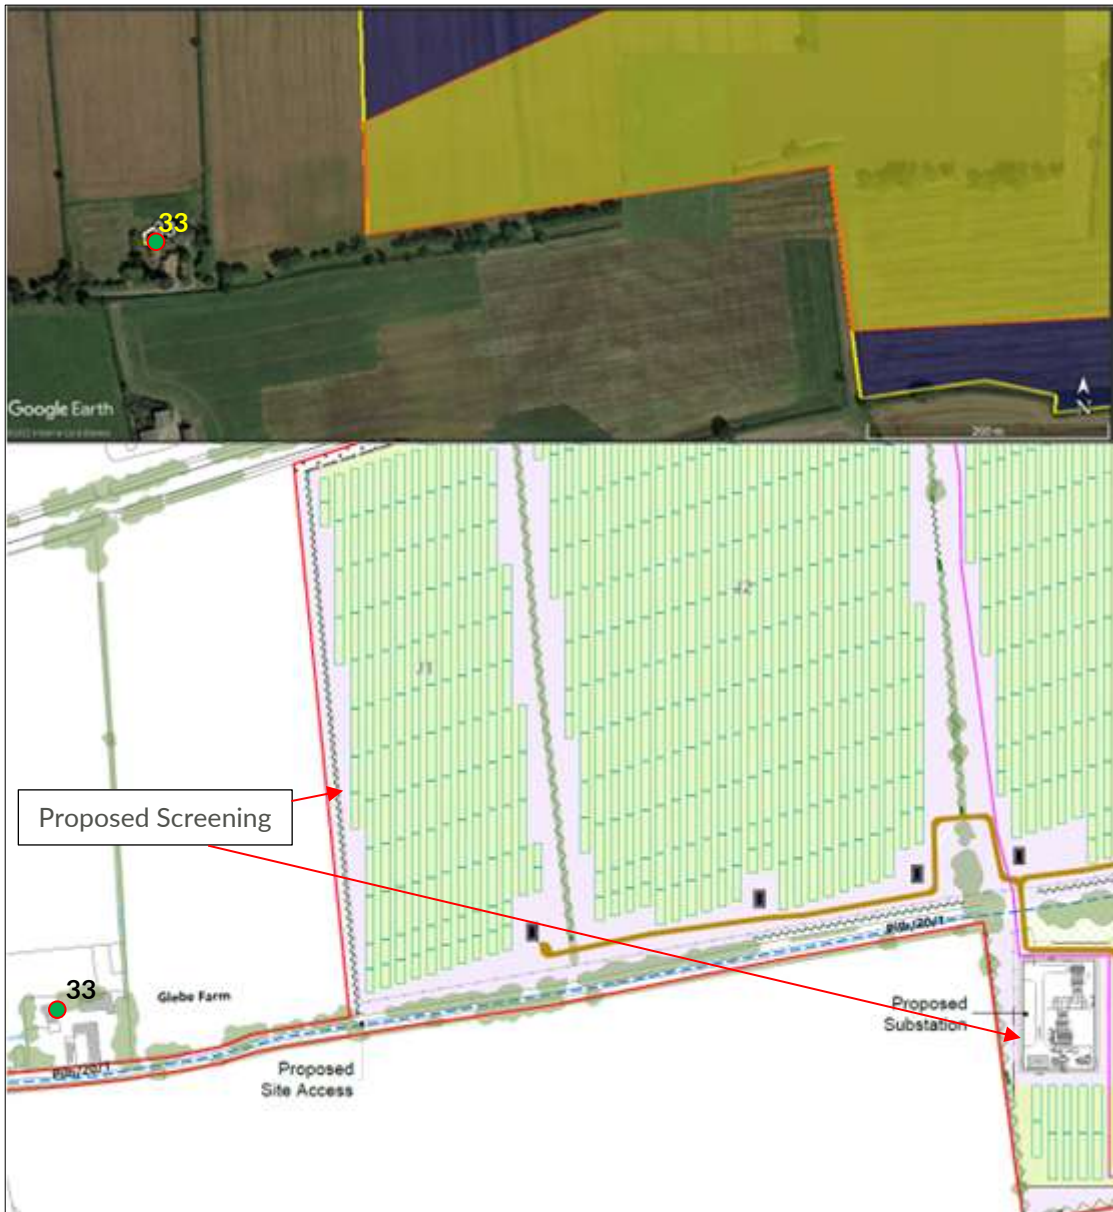 33
Google Earth
N
200 m
J2
J1
Proposed Screening
33
Glebe Farm
Proposed
Substation
Proposed
Site Access